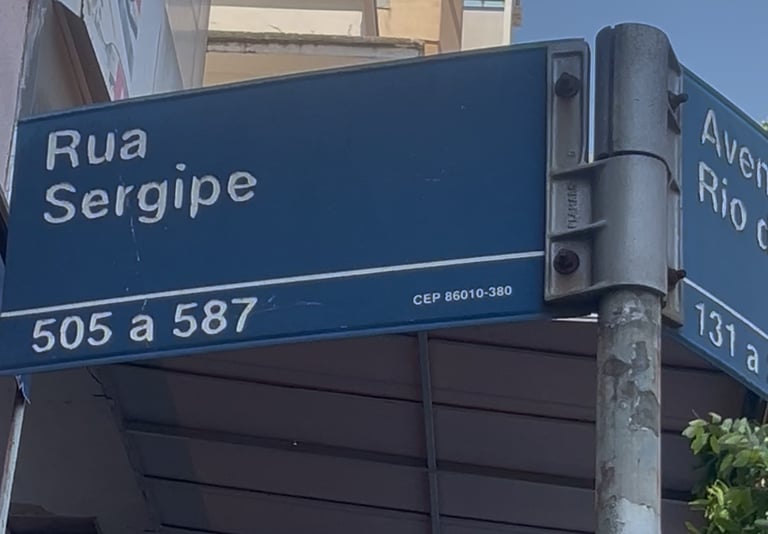 Rua
Sergipe
505 a 587
CEP 86010-380
Aven
Rio d
131 a